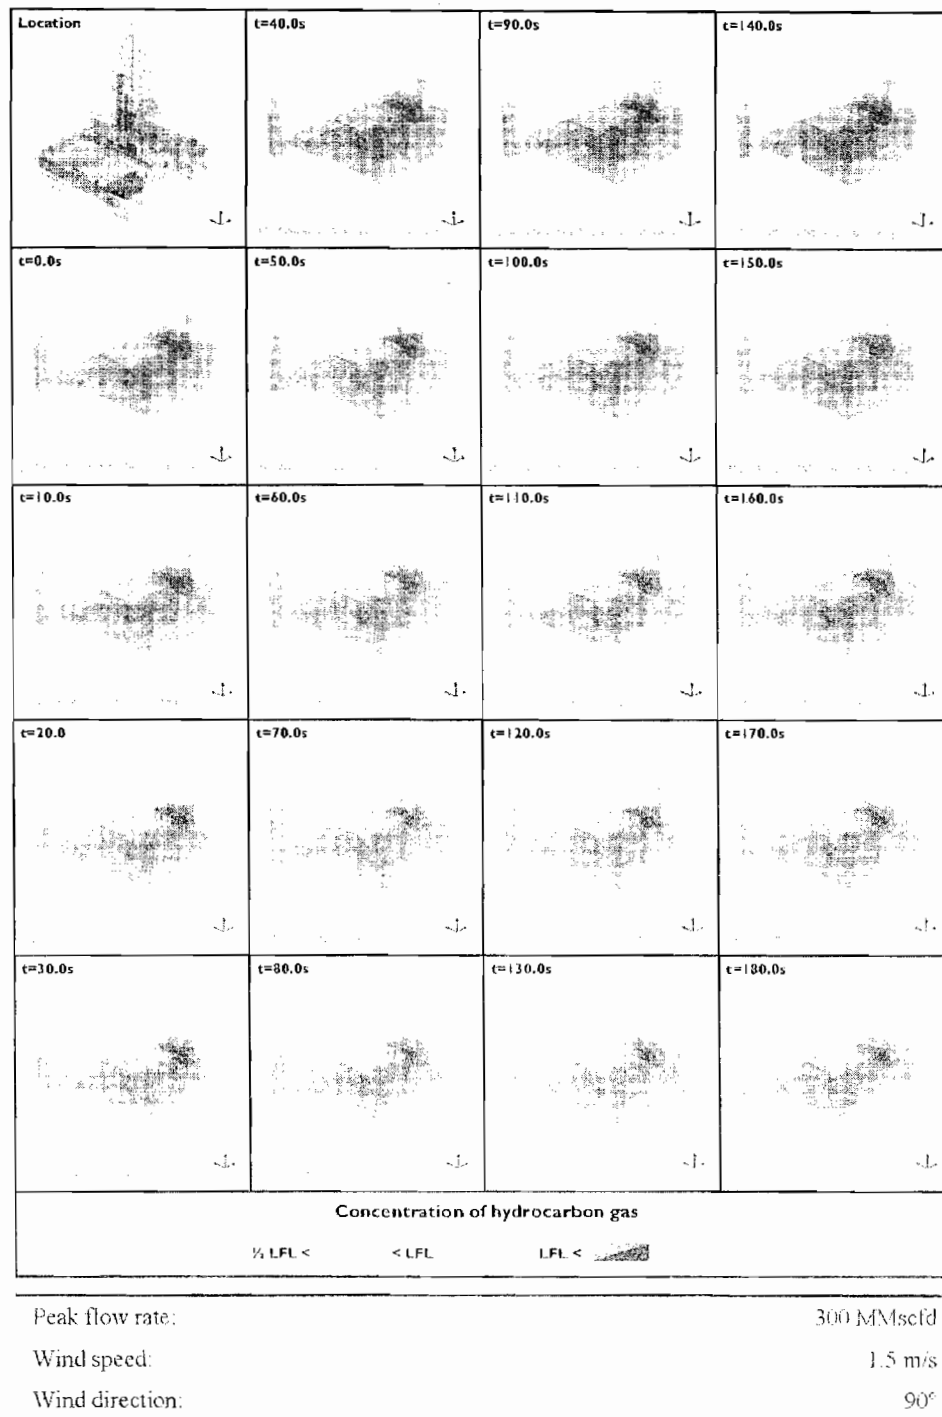 Location t=40.0s t=90.0s t=140.0s
t=0.0s t=50.0s t=100.0s t=150.0s
t=10.0s t=60.0s t=110.0s t=160.0s
t=20.0 t=70.0s t=120.0s t=170.0s
t=30.0s t=80.0s t=130.0s t=180.0s
Concentration of hydrocarbon gas
½ LFL < < LFL LFL <
Peak flow rate: 300 MMscfd
Wind speed: 1.5 m/s
Wind direction: 90°